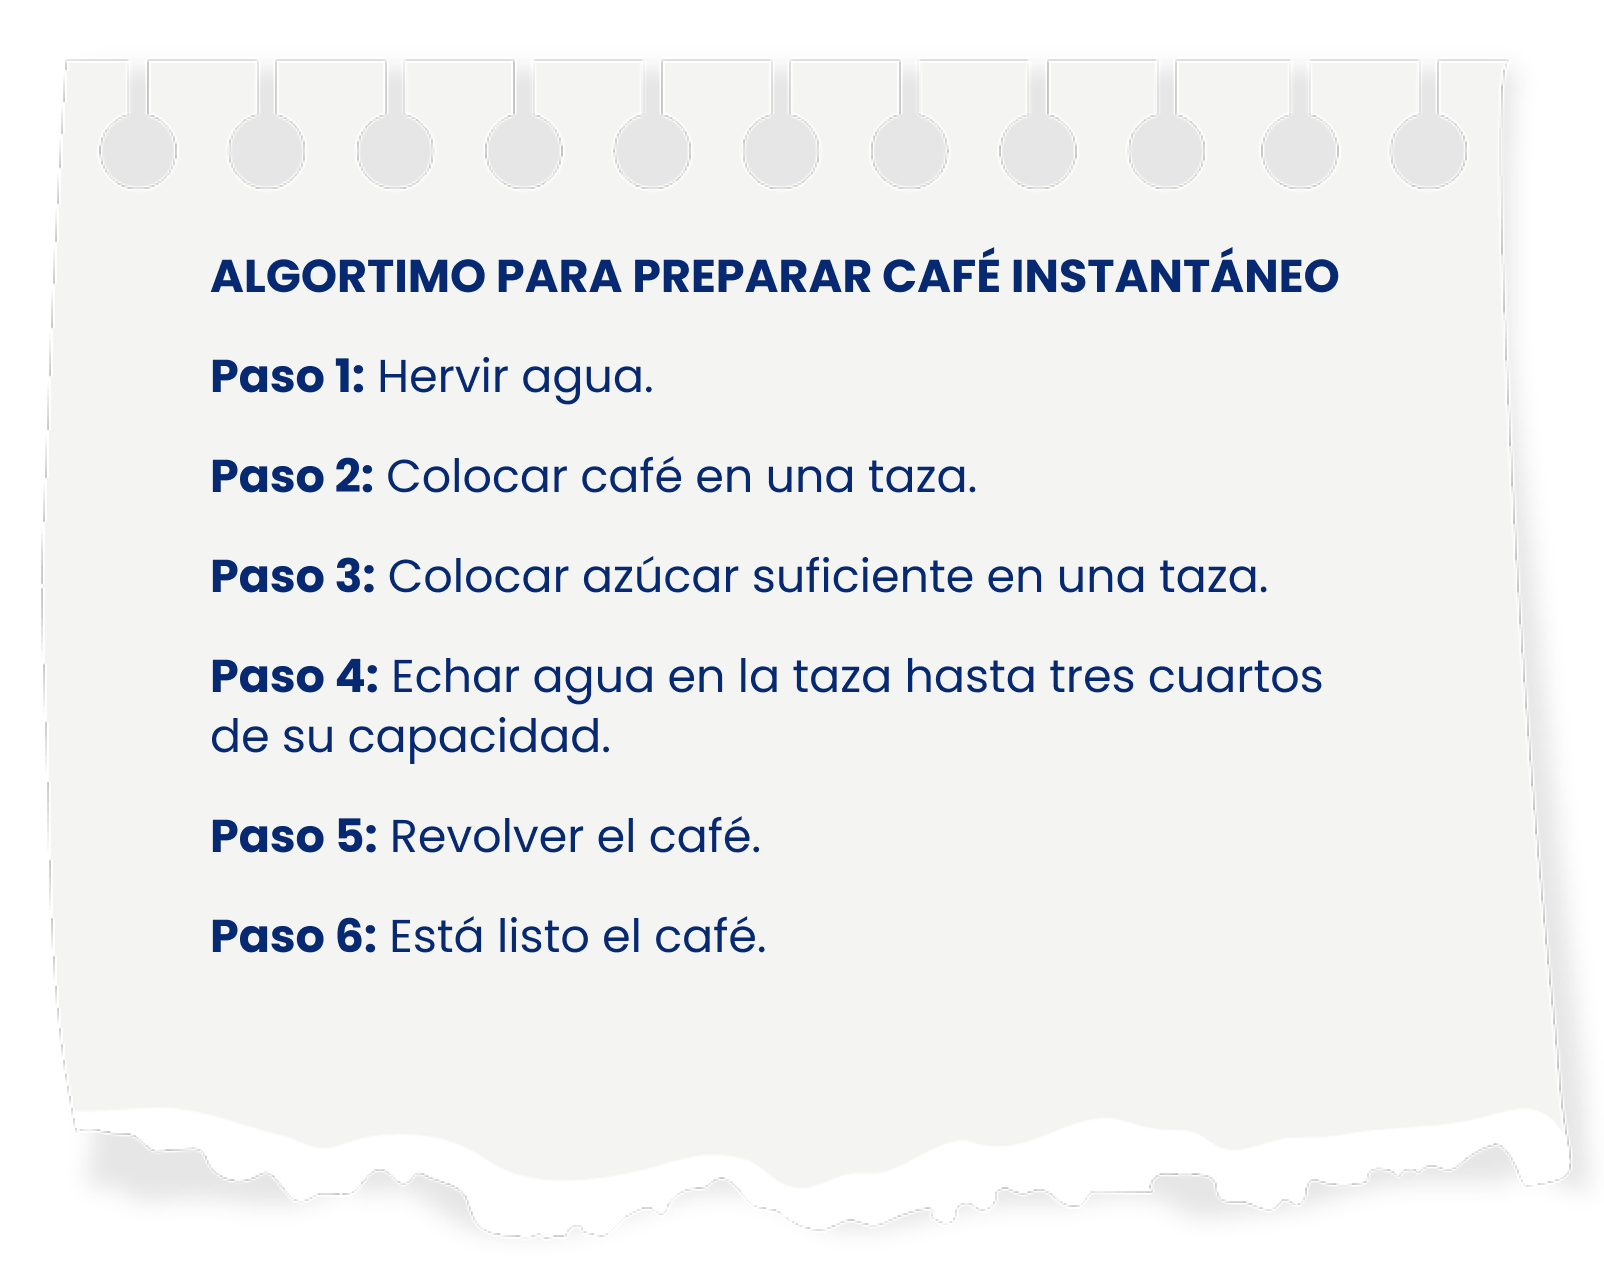 ALGORTIMO PARA PREPARAR CAFÉ INSTANTÁNEO
Paso 1: Hervir agua.
Paso 2: Colocar café en una taza.
Paso 3: Colocar azúcar suficiente en una taza.
Paso 4: Echar agua en la taza hasta tres cuartos
de su capacidad.
Paso 5: Revolver el café.
Paso 6: Está listo el café.